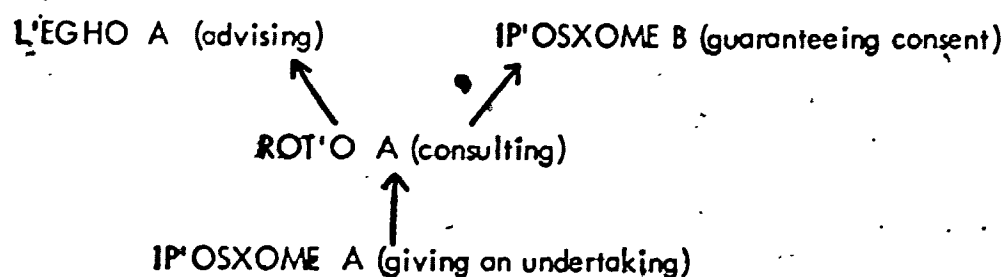 L'EGHO A (advising) IP'OSXOME B (guaranteeing consent)
ROT'O A (consulting)
IP'OSXOME A (giving an undertaking)